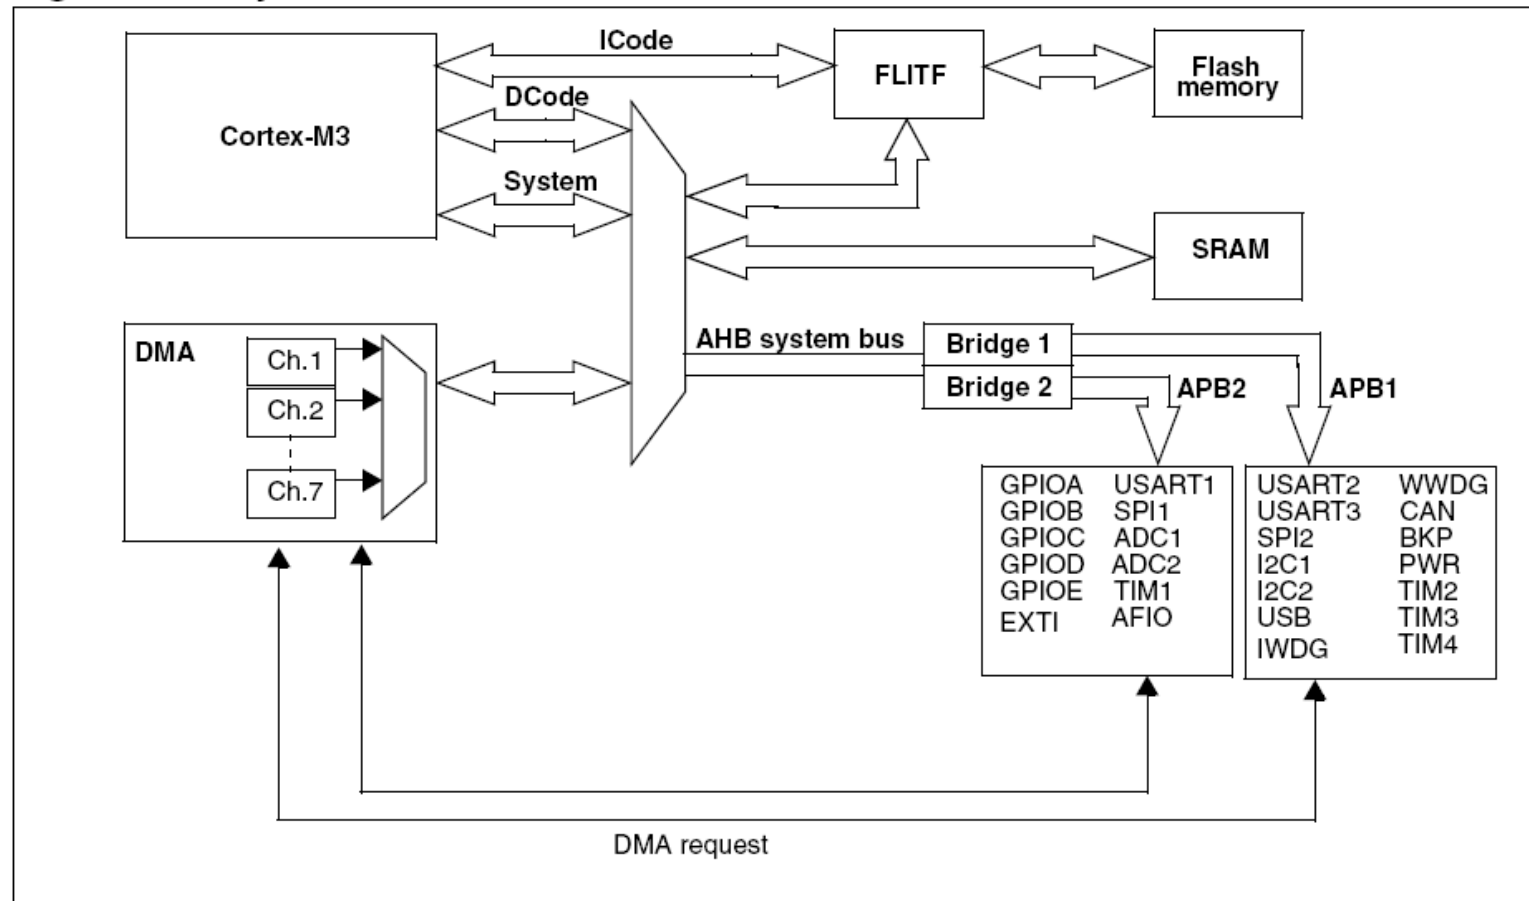 ICode
FLITF
Flash
memory
DCode
Cortex-M3
System
SRAM
DMA
Ch.1
Ch.2
Ch.7
AHB system bus
Bridge 1
Bridge 2
APB2
APB1
GPIOA USART1
GPIOB SPI1
GPIOC ADC1
GPIOD ADC2
GPIOE TIM1
EXTI AFIO
USART2 WWDG
USART3 CAN
SPI2 BKP
I2C1 PWR
I2C2 TIM2
USB TIM3
IWDG TIM4
DMA request